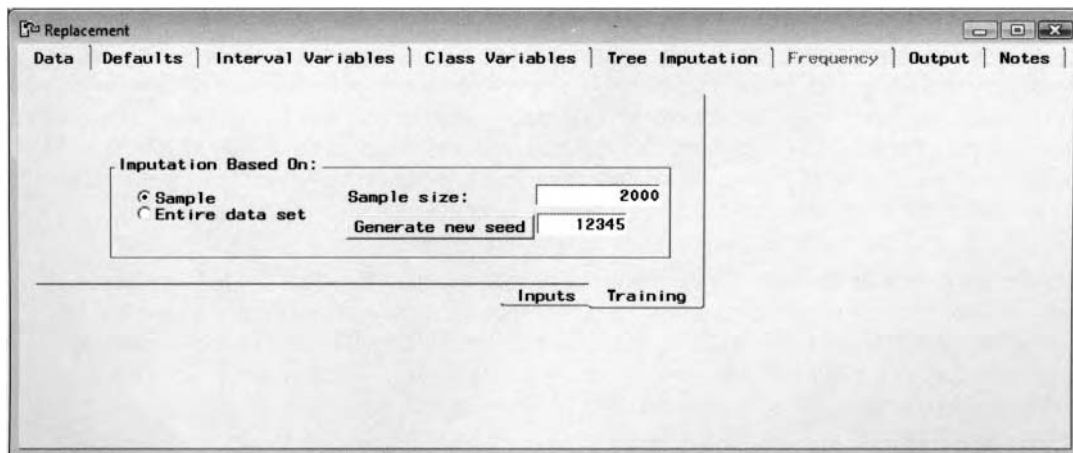 Replacement
Data Defaults Interval Variables Class Variables Tree Imputation Frequency Output Notes
Imputation Based On:
Sample Sample size: 2000
Entire data set Generate new seed 12345
Inputs Training